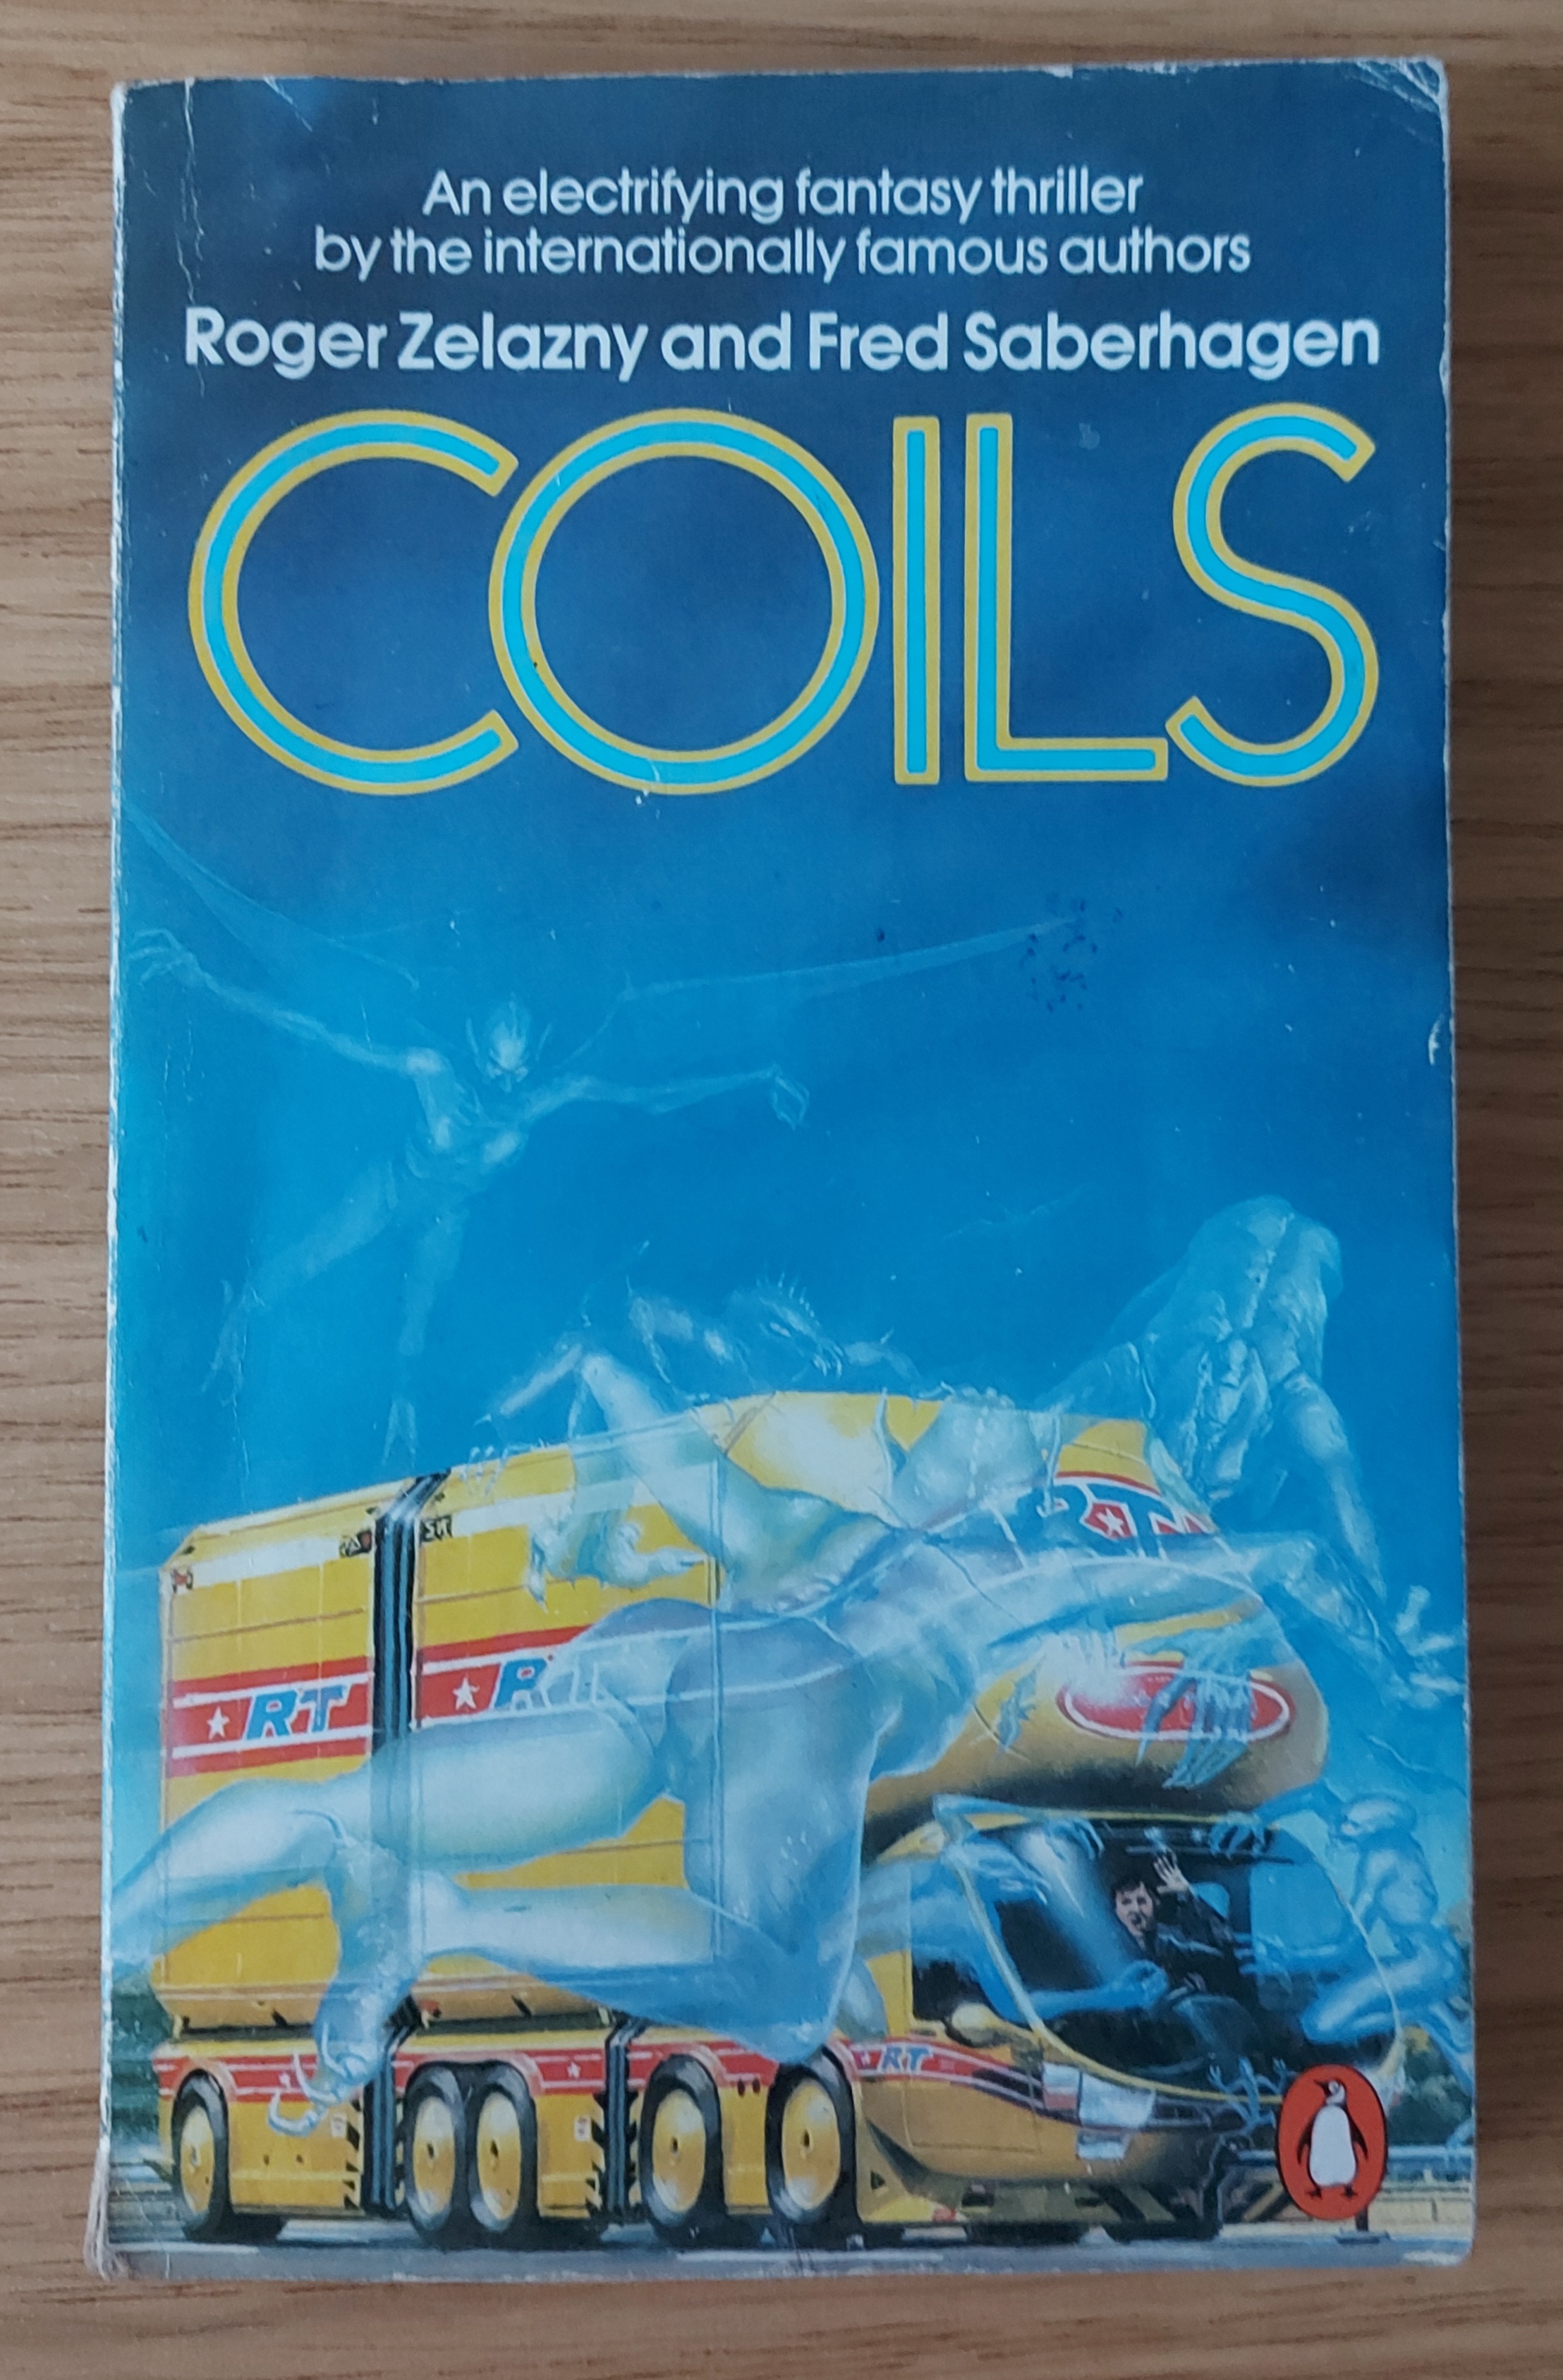 An electrifying fantasy thriller
by the internationally famous authors
Roger Zelazny and Fred Saberhagen
COILS
RT
RT
RT